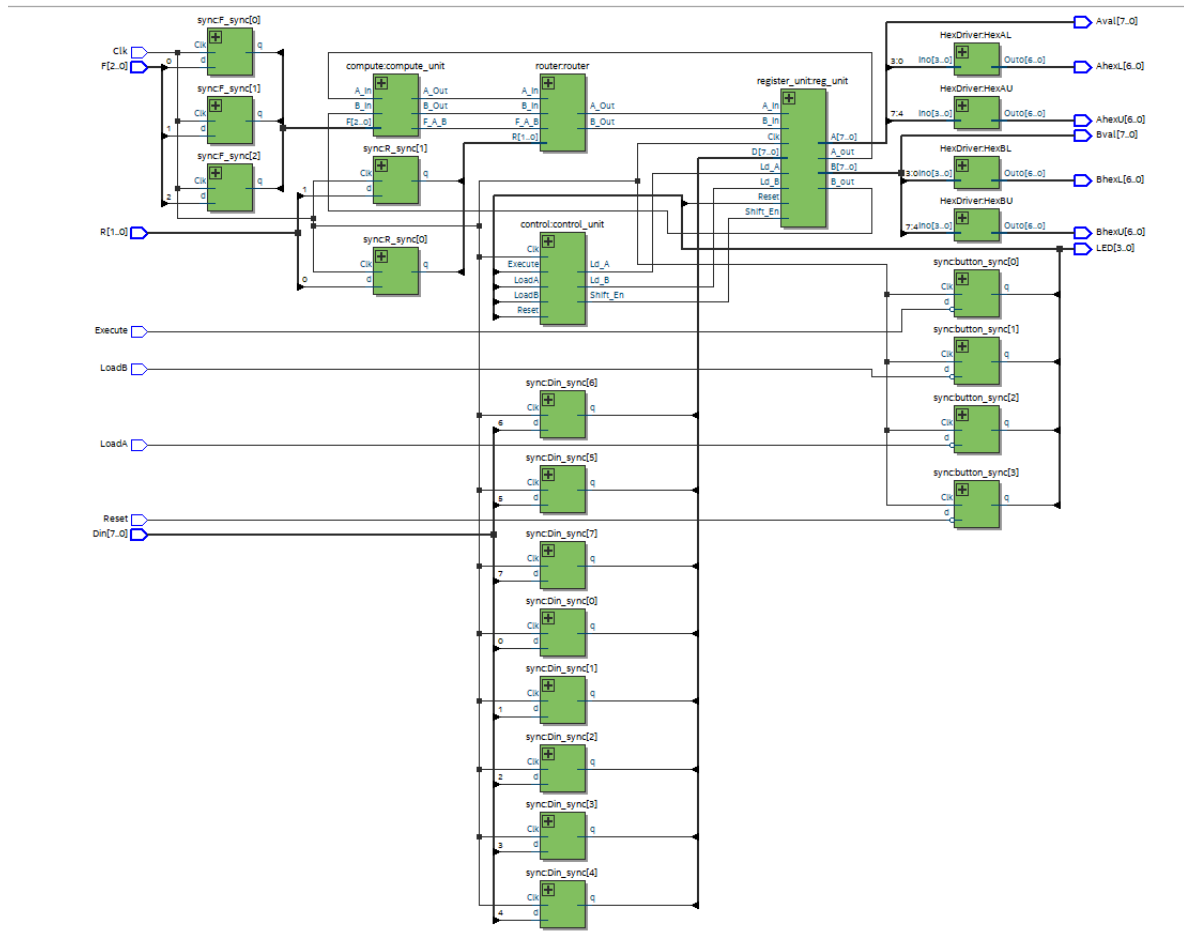 sync:F_sync[0]
Clk
d
q
Clk
F[2..0]
0
sync:F_sync[1]
Clk
d
q
1
sync:F_sync[2]
Clk
d
q
2
R[1..0]
compute:compute_unit
A_In
B_In
F[2..0]
A_Out
B_Out
F_A_B
router:router
A_In
B_In
F_A_B
R[1..0]
A_Out
B_Out
sync:R_sync[1]
Clk
d
q
1
sync:R_sync[0]
Clk
d
q
0
control:control_unit
Clk
Execute
LoadA
LoadB
Reset
Ld_A
Ld_B
Shift_En
register_unit:reg_unit
A_In
B_In
Clk
D[7..0]
Ld_A
Ld_B
Reset
Shift_En
A[7..0]
A_out
B[7..0]
B_out
HexDriver:HexAL
3:0
In0[3..0]
Out0[6..0]
HexDriver:HexAU
7:4
In0[3..0]
Out0[6..0]
HexDriver:HexBL
3:0
In0[3..0]
Out0[6..0]
HexDriver:HexBU
7:4
In0[3..0]
Out0[6..0]
Aval[7..0]
AhexL[6..0]
AhexU[6..0]
Bval[7..0]
BhexL[6..0]
BhexU[6..0]
LED[3..0]
sync:button_sync[0]
Clk
d
q
sync:button_sync[1]
Clk
d
q
sync:button_sync[2]
Clk
d
q
sync:button_sync[3]
Clk
d
q
Execute
LoadB
LoadA
Reset
Din[7..0]
sync:Din_sync[6]
Clk
d
q
6
sync:Din_sync[5]
Clk
d
q
5
sync:Din_sync[7]
Clk
d
q
7
sync:Din_sync[0]
Clk
d
q
0
sync:Din_sync[1]
Clk
d
q
1
sync:Din_sync[2]
Clk
d
q
2
sync:Din_sync[3]
Clk
d
q
3
sync:Din_sync[4]
Clk
d
q
4